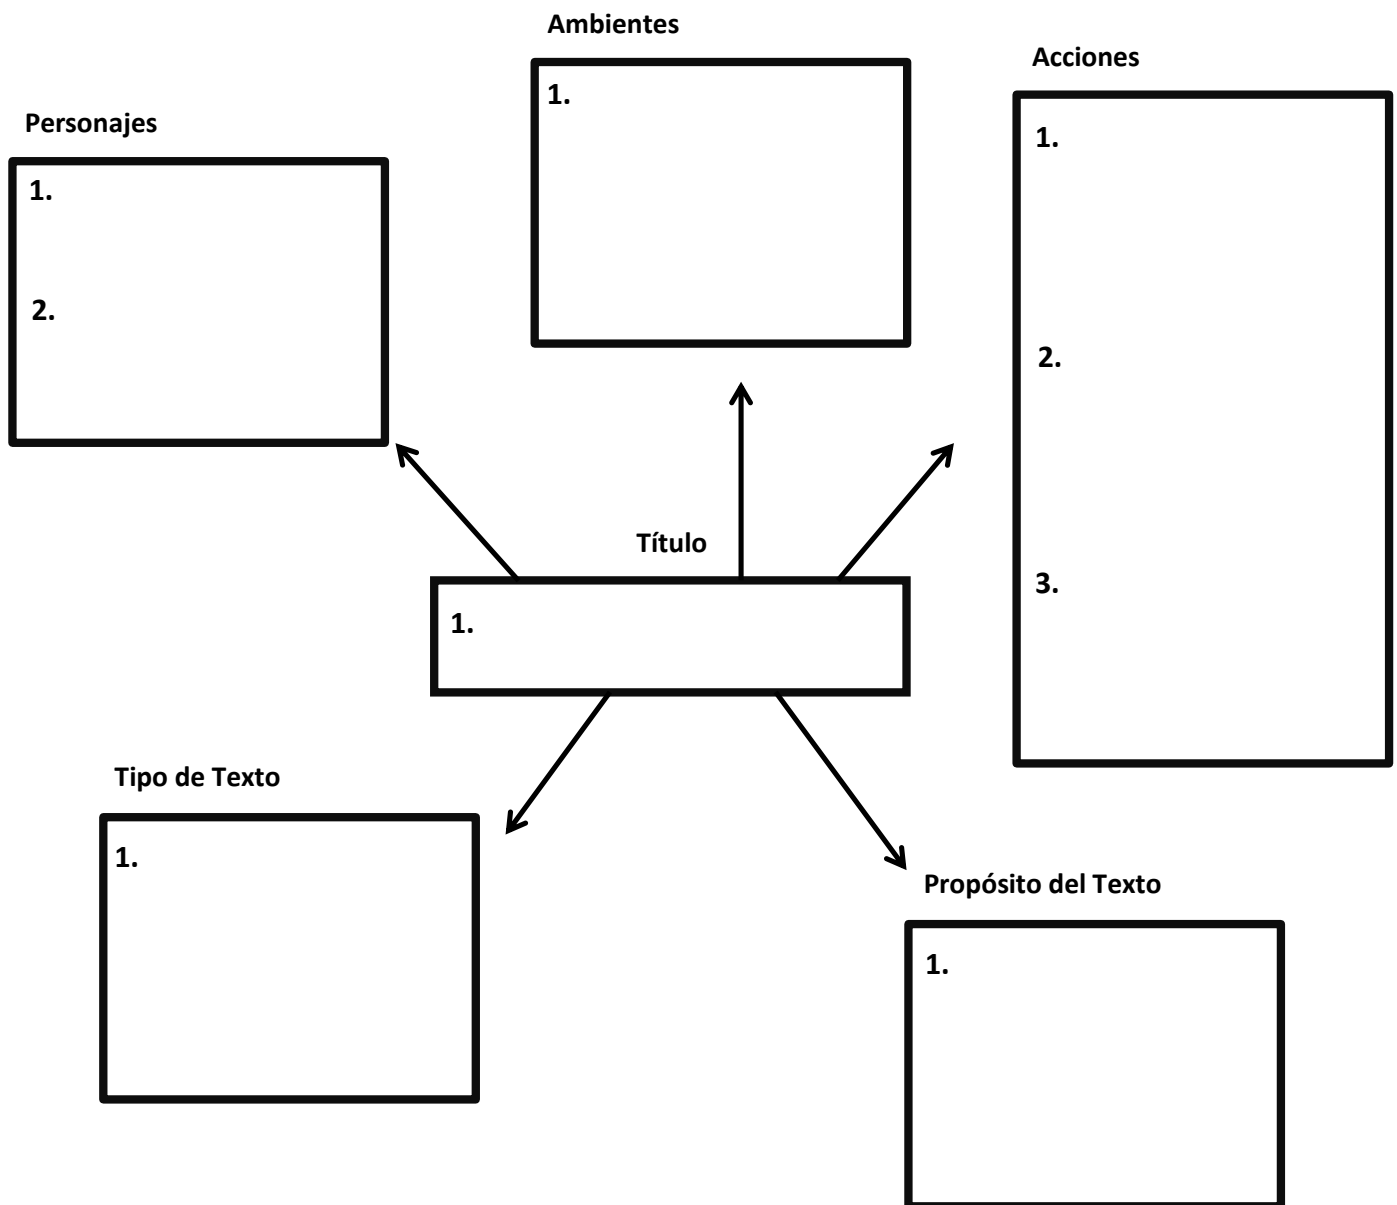 Ambientes
1.
Acciones
1.
2.
3.
Personajes
1.
2.
Título
1.
Tipo de Texto
1.
Propósito del Texto
1.